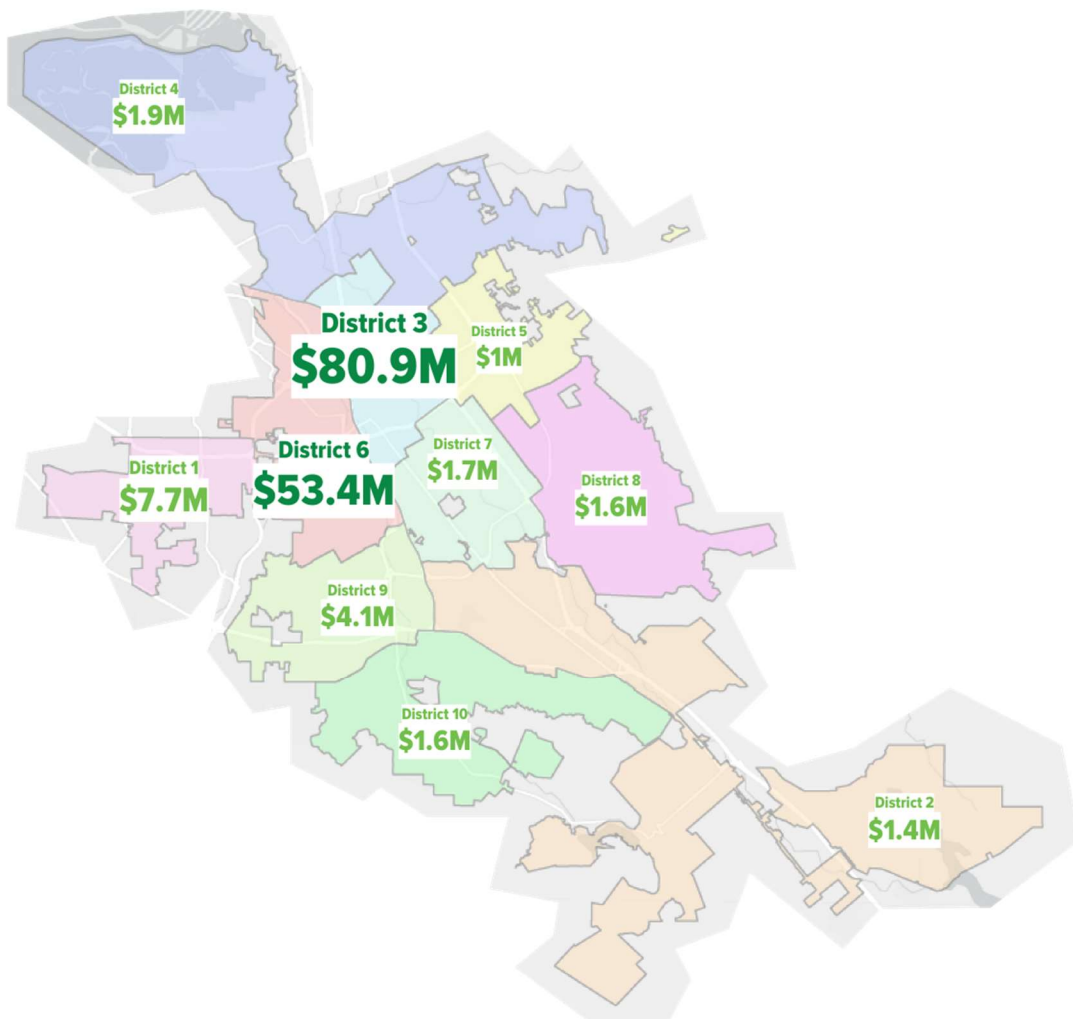 District 4
$1.9M
District 3
$80.9M
District 5
$1M
District 6
$53.4M
District 7
$1.7M
District 1
$7.7M
District 8
$1.6M
District 9
$4.1M
District 10
$1.6M
District 2
$1.4M